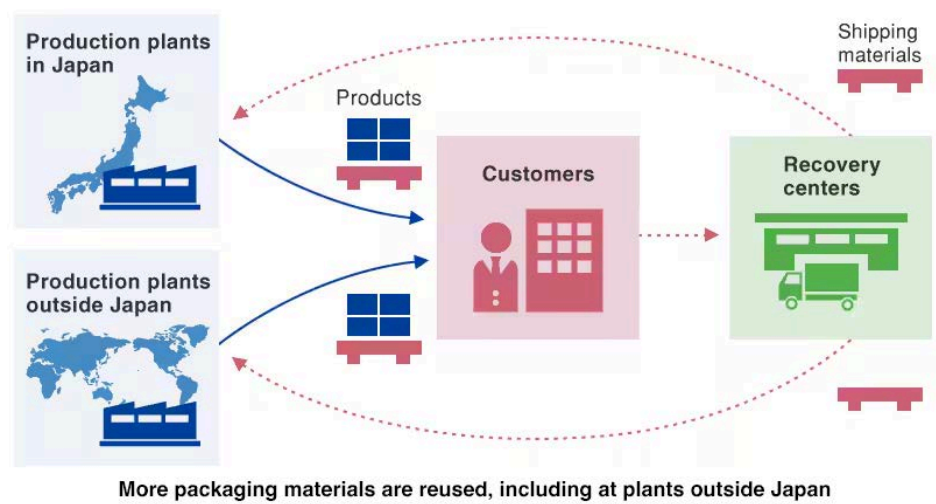 Production plants
in Japan
Products
Shipping
materials
Customers
Recovery
centers
Production plants
outside Japan
More packaging materials are reused, including at plants outside Japan